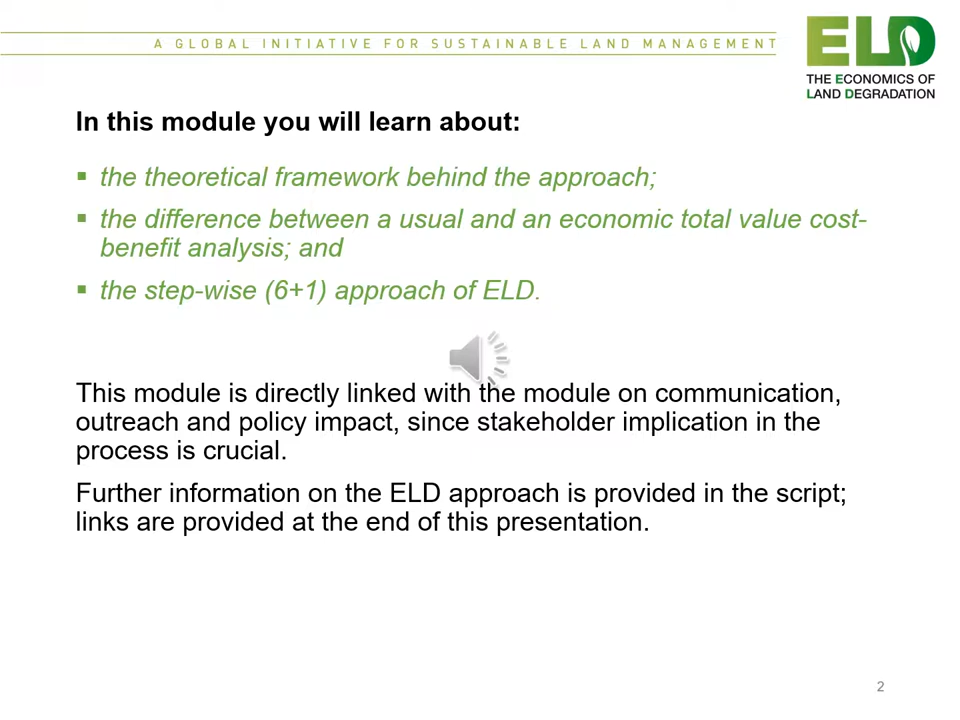 A GLOBAL INITIATIVE FOR SUSTAINABLE LAND MANAGEMENT
ELD
THE ECONOMICS OF
LAND DEGRADATION
In this module you will learn about:
▪ the theoretical framework behind the approach;
▪ the difference between a usual and an economic total value cost-
benefit analysis; and
▪ the step-wise (6+1) approach of ELD.
This module is directly linked with the module on communication,
outreach and policy impact, since stakeholder implication in the
process is crucial.
Further information on the ELD approach is provided in the script;
links are provided at the end of this presentation.
2